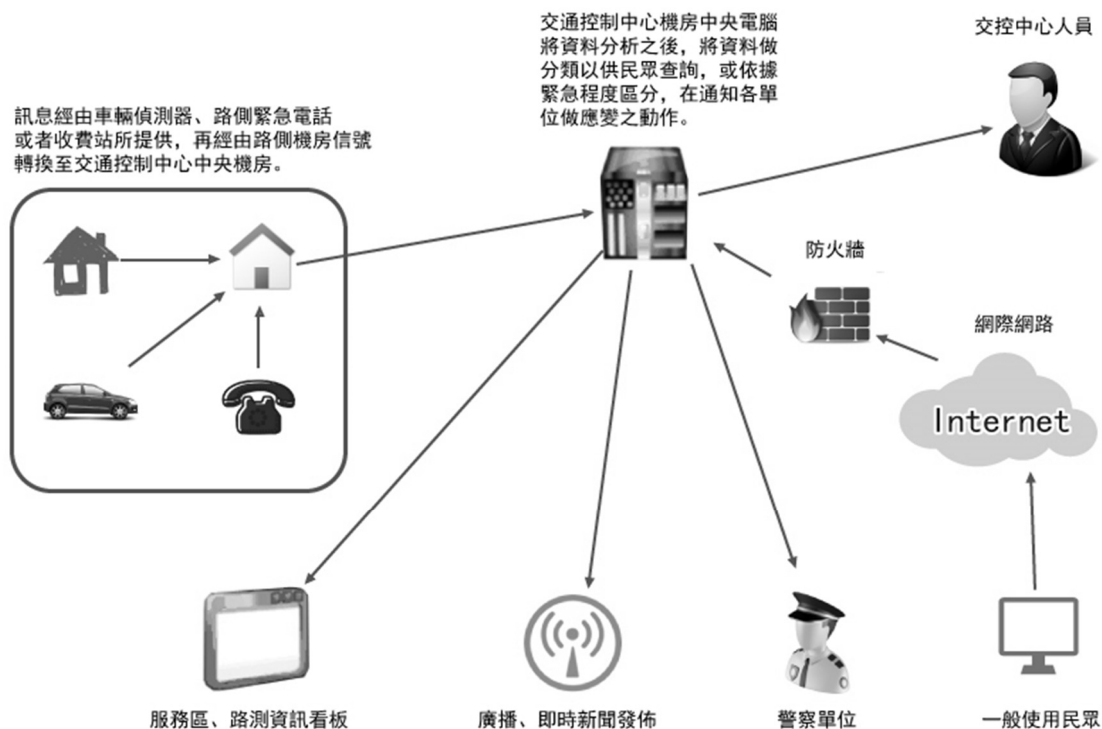 交通控制中心機房中央電腦
將資料分析之後，將資料做
分類以供民眾查詢，或依據
緊急程度區分，在通知各單
位做應變之動作。
交控中心人員
訊息經由車輛偵測器、路側緊急電話
或者收費站所提供，再經由路側機房信號
轉換至交通控制中心中央機房。
防火牆
網際網路
Internet
服務區、路測資訊看板
廣播、即時新聞發佈
警察單位
一般使用民眾